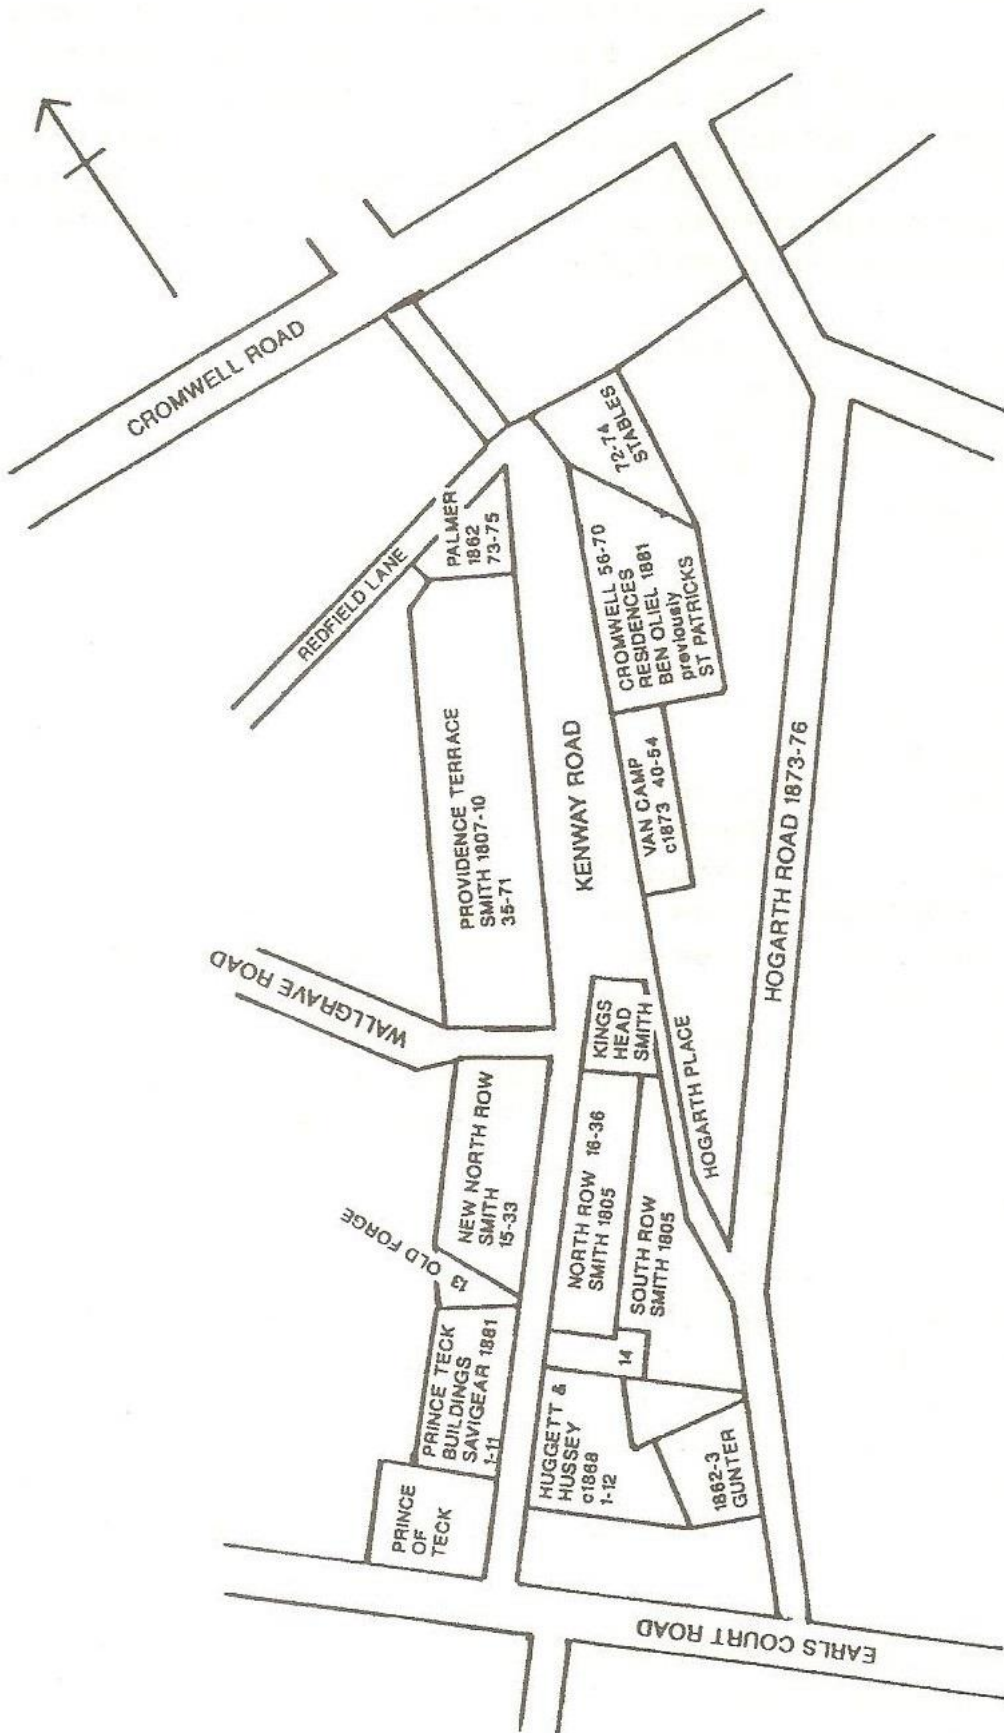 CROMWELL ROAD
REDFIELD LANE
PALMER
1862
73-75
72-74
STABLES
CROMWELL 56-70
RESIDENCES
BEN OLIEL 1881
previously
ST PATRICKS
PROVIDENCE TERRACE
SMITH 1807-10
35-71
KENWAY ROAD
VAN CAMP
c1873 40-54
HOGARTH ROAD 1873-76
WALLGRAVE ROAD
KINGS
HEAD
SMITH
HOGARTH PLACE
NEW NORTH ROW
SMITH
15-33
13 OLD FORGE
NORTH ROW 16-36
SMITH 1805
SOUTH ROW
SMITH 1805
14
PRINCE TECK
BUILDINGS
SAVIGEAR 1881
1-11
PRINCE
OF
TECK
HUGGETT &
HUSSEY
c1868
1-12
1862-3
GUNTER
EARLS COURT ROAD